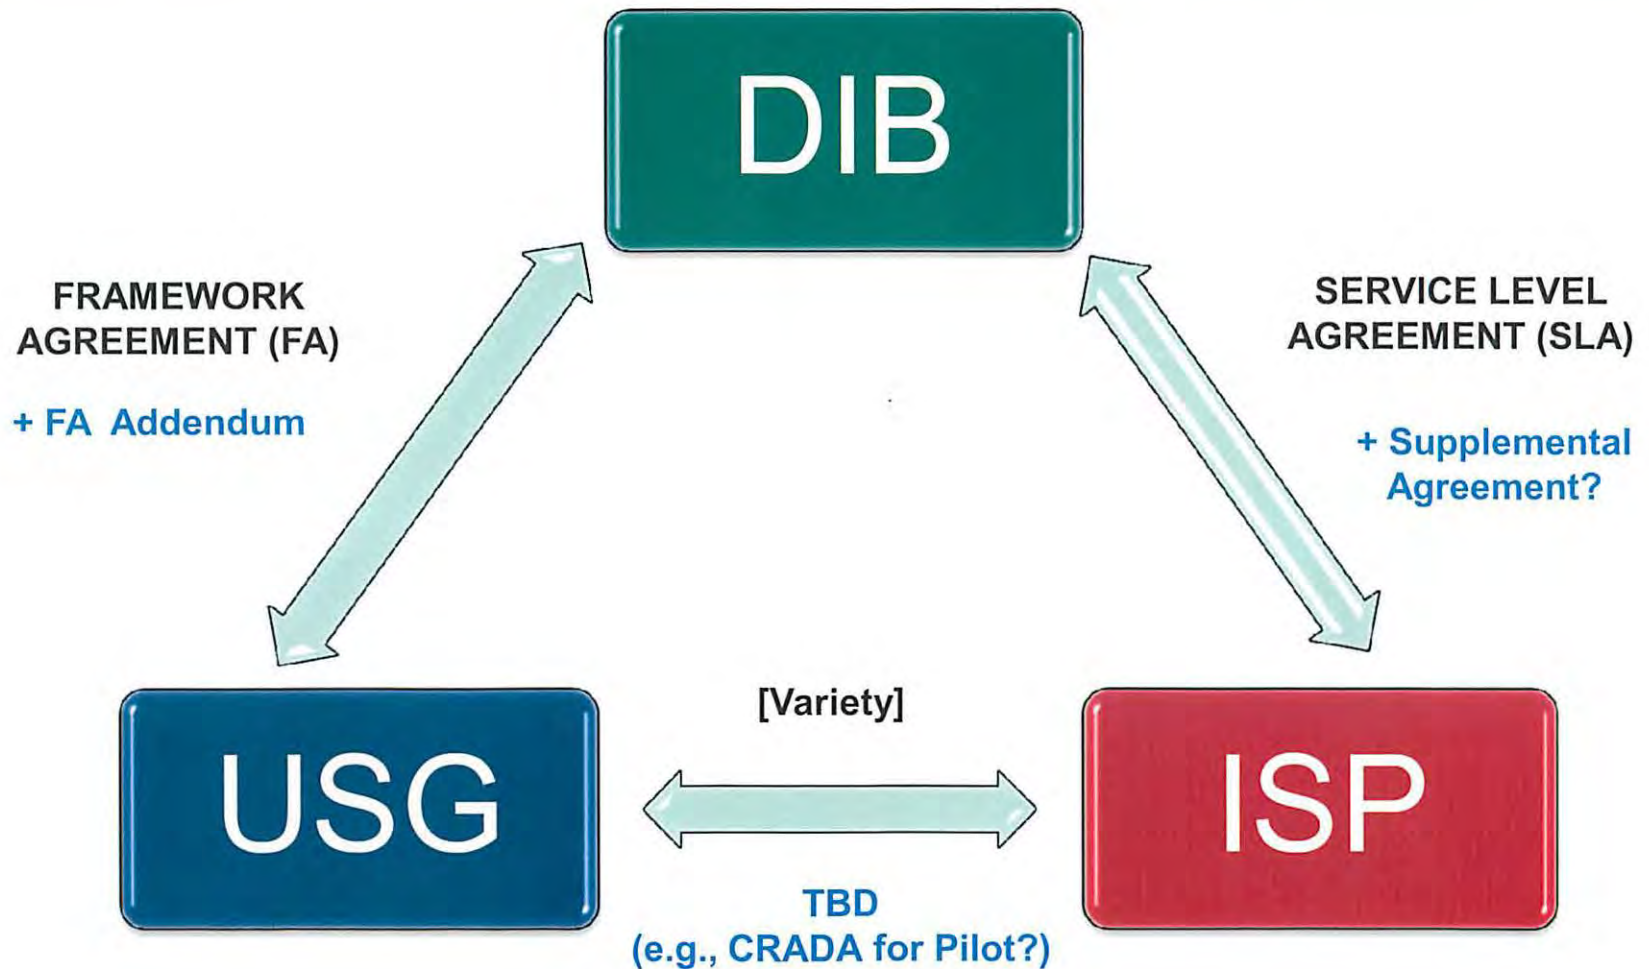 DIB
FRAMEWORK
AGREEMENT (FA)
+ FA Addendum
SERVICE LEVEL
AGREEMENT (SLA)
+ Supplemental
Agreement?
USG
[Variety]
TBD
(e.g., CRADA for Pilot?)
ISP